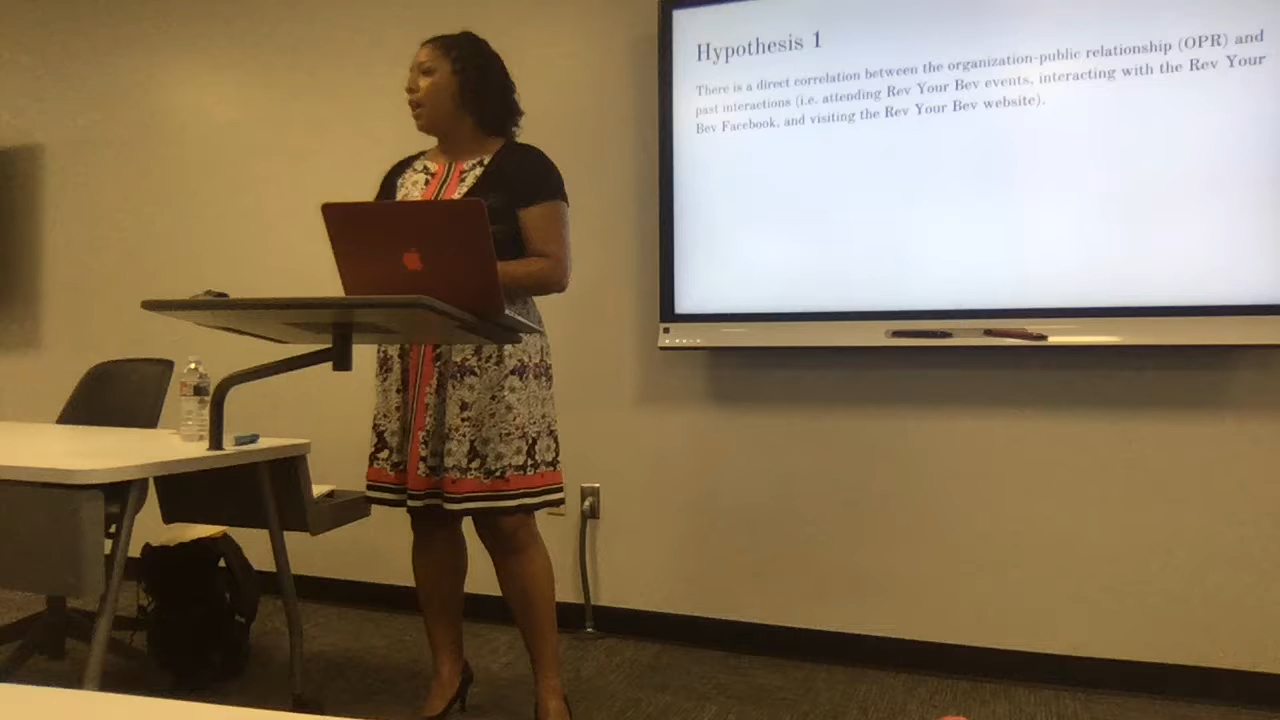 Hypothesis 1
There is a direct correlation between the organization-public relationship (OPR) and
past interactions (i.e. attending Rev Your Bev events, interacting with the Rev Your
Bev Facebook, and visiting the Rev Your Bev website).